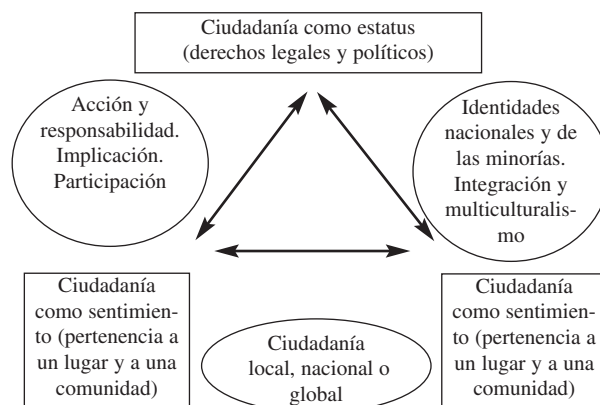 Ciudadanía como estatus
(derechos legales y políticos)
Acción y
responsabilidad.
Implicación.
Participación
Identidades
nacionales y de
las minorías.
Integración y
multiculturalis-
mo
Ciudadanía
como sentimien-
to (pertenencia a
un lugar y a una
comunidad)
Ciudadanía
local, nacional o
global
Ciudadanía
como sentimien-
to (pertenencia a
un lugar y a una
comunidad)